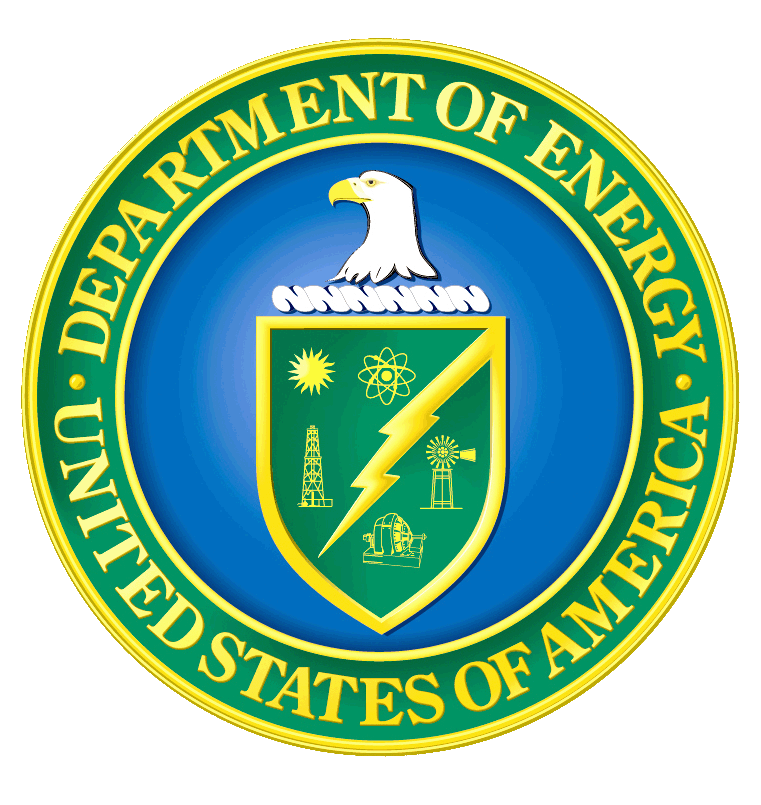 DEPARTMENT OF ENERGY
UNITED STATES OF AMERICA